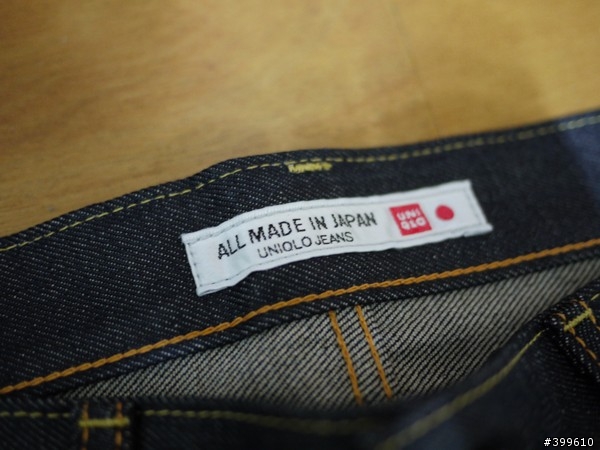 ALL MADE IN JAPAN
UNIQLO JEANS
UNI
QLO
#399610